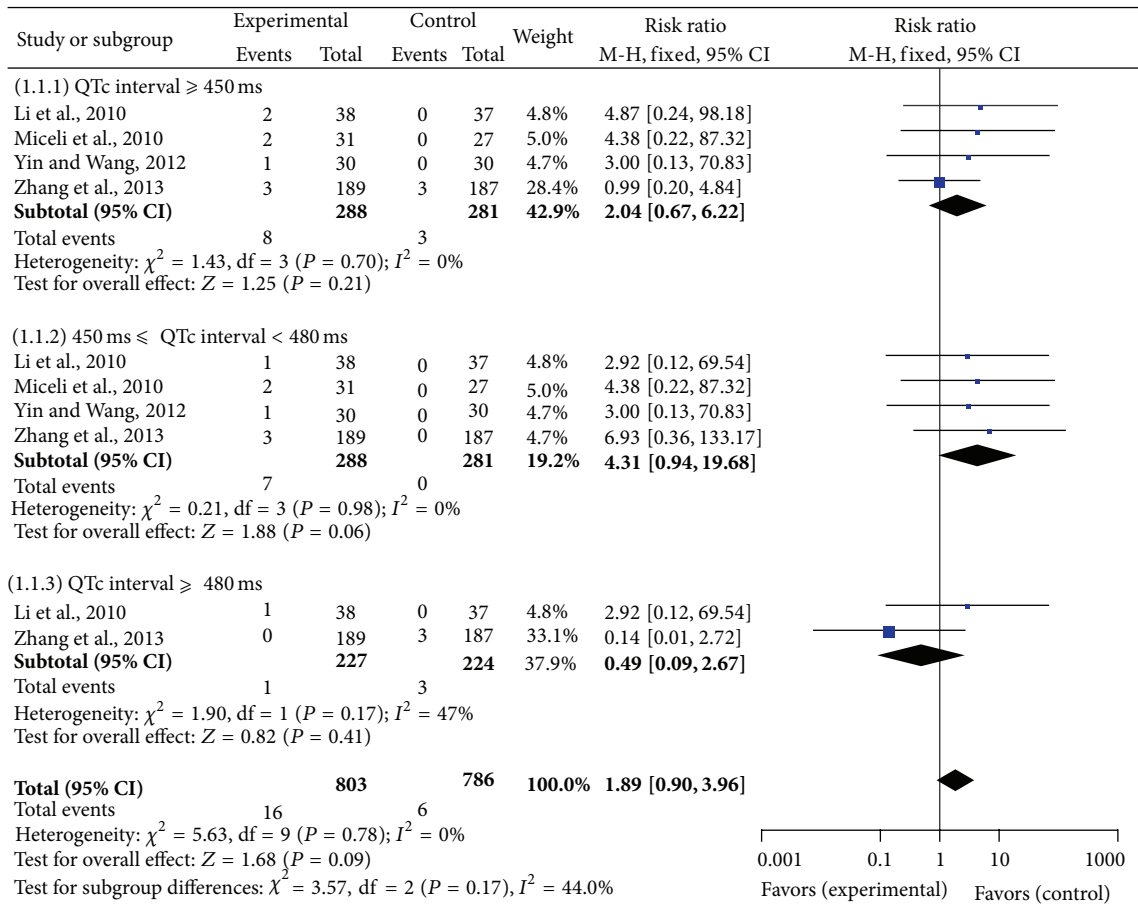 Study or subgroup Experimental Control Weight Risk ratio Risk ratio
Events Total Events Total M-H, fixed, 95% CI M-H, fixed, 95% CI
(1.1.1) QTc interval ⩾ 450 ms
Li et al., 2010 2 38 0 37 4.8% 4.87 [0.24, 98.18]
Miceli et al., 2010 2 31 0 27 5.0% 4.38 [0.22, 87.32]
Yin and Wang, 2012 1 30 0 30 4.7% 3.00 [0.13, 70.83]
Zhang et al., 2013 3 189 3 187 28.4% 0.99 [0.20, 4.84]
Subtotal (95% CI) 288 281 42.9% 2.04 [0.67, 6.22]
Total events 8 3
Heterogeneity: χ² = 1.43, df = 3 (P = 0.70); I² = 0%
Test for overall effect: Z = 1.25 (P = 0.21)
(1.1.2) 450 ms ⩽ QTc interval < 480 ms
Li et al., 2010 1 38 0 37 4.8% 2.92 [0.12, 69.54]
Miceli et al., 2010 2 31 0 27 5.0% 4.38 [0.22, 87.32]
Yin and Wang, 2012 1 30 0 30 4.7% 3.00 [0.13, 70.83]
Zhang et al., 2013 3 189 0 187 4.7% 6.93 [0.36, 133.17]
Subtotal (95% CI) 288 281 19.2% 4.31 [0.94, 19.68]
Total events 7 0
Heterogeneity: χ² = 0.21, df = 3 (P = 0.98); I² = 0%
Test for overall effect: Z = 1.88 (P = 0.06)
(1.1.3) QTc interval ⩾ 480 ms
Li et al., 2010 1 38 0 37 4.8% 2.92 [0.12, 69.54]
Zhang et al., 2013 0 189 3 187 33.1% 0.14 [0.01, 2.72]
Subtotal (95% CI) 227 224 37.9% 0.49 [0.09, 2.67]
Total events 1 3
Heterogeneity: χ² = 1.90, df = 1 (P = 0.17); I² = 47%
Test for overall effect: Z = 0.82 (P = 0.41)
Total (95% CI) 803 786 100.0% 1.89 [0.90, 3.96]
Total events 16 6
Heterogeneity: χ² = 5.63, df = 9 (P = 0.78); I² = 0%
Test for overall effect: Z = 1.68 (P = 0.09)
Test for subgroup differences: χ² = 3.57, df = 2 (P = 0.17), I² = 44.0%
0.001 0.1 1 10 1000
Favors (experimental) Favors (control)